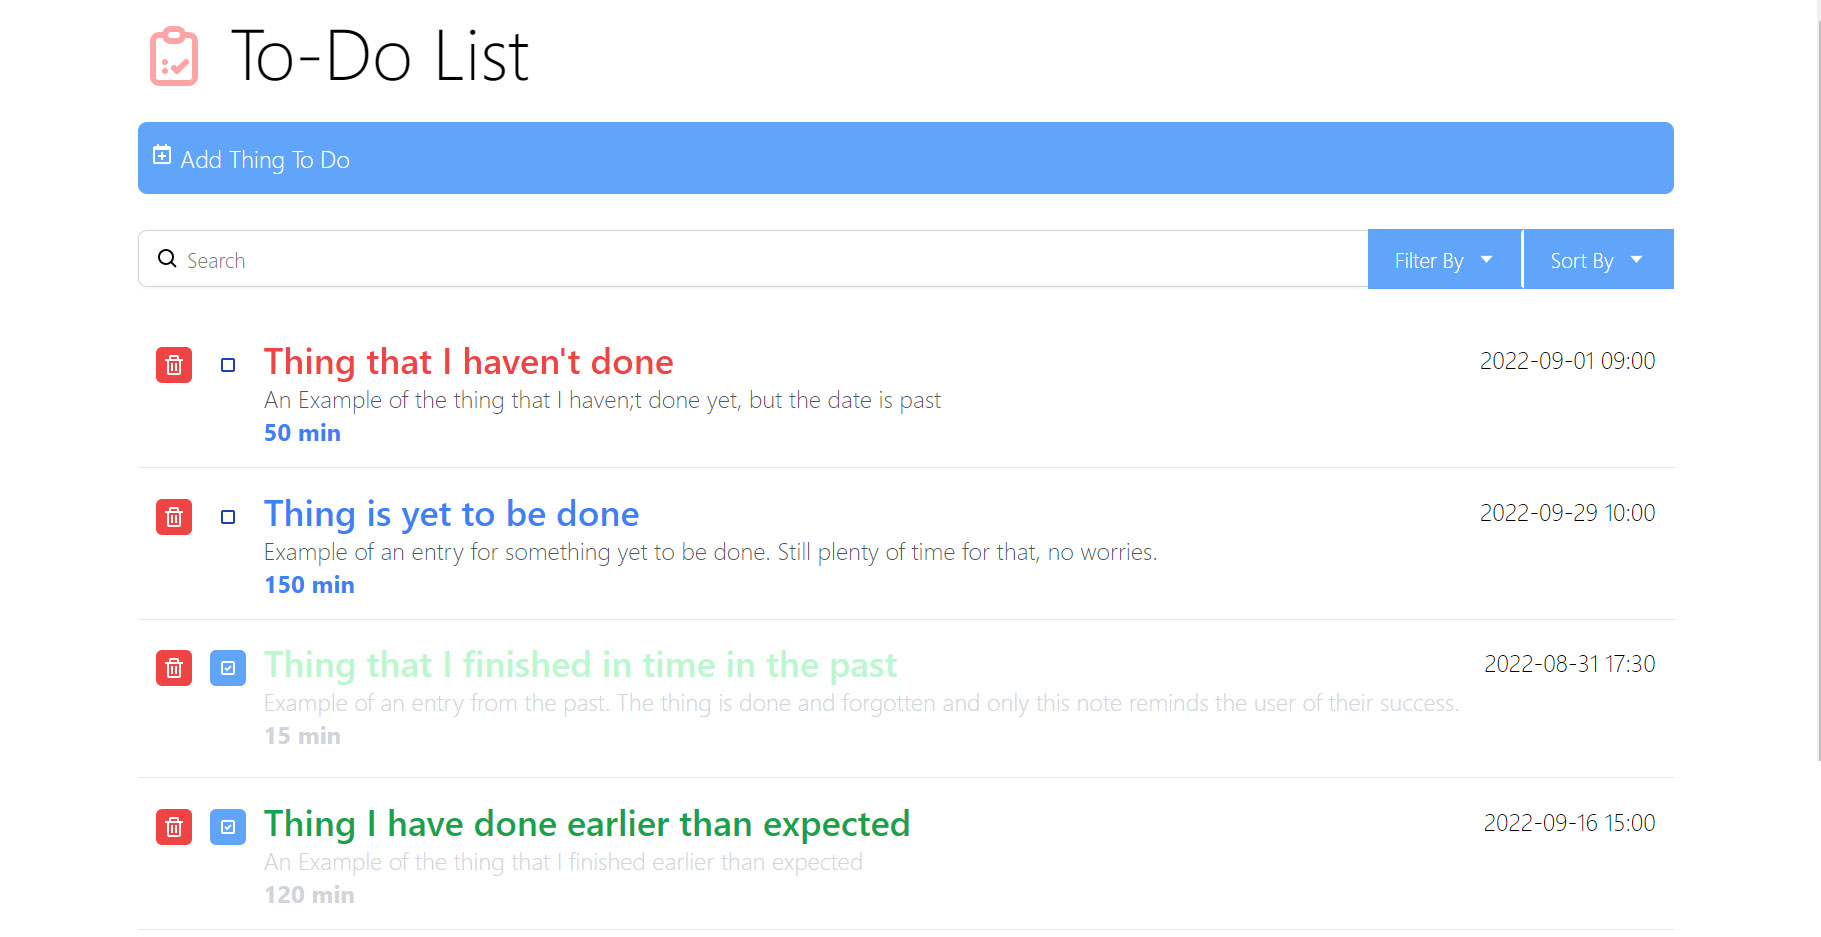 To-Do List
Add Thing To Do
Search
Filter By
Sort By
Thing that I haven't done
2022-09-01 09:00
An Example of the thing that I haven;t done yet, but the date is past
50 min
Thing is yet to be done
2022-09-29 10:00
Example of an entry for something yet to be done. Still plenty of time for that, no worries.
150 min
Thing that I finished in time in the past
2022-08-31 17:30
Example of an entry from the past. The thing is done and forgotten and only this note reminds the user of their success.
15 min
Thing I have done earlier than expected
2022-09-16 15:00
An Example of the thing that I finished earlier than expected
120 min